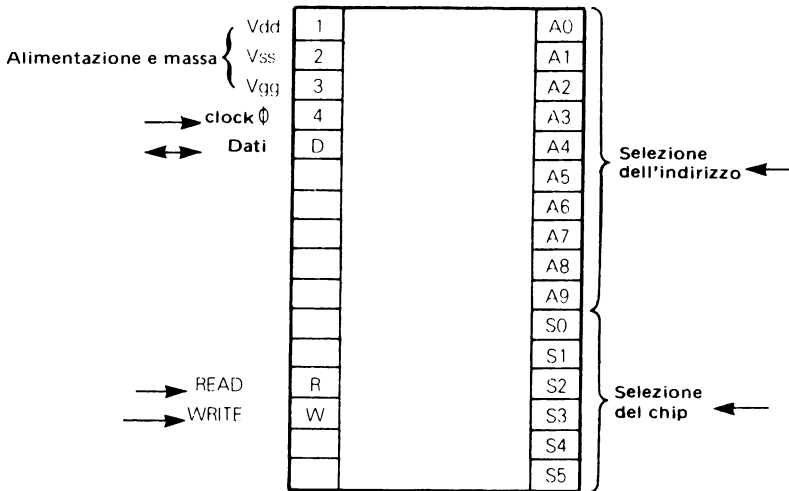 Vdd 1 A0
Alimentazione e massa Vss 2 A1
Vgg 3 A2
clock ϕ 4 A3
Dati D A4
Selezione
dell'indirizzo
A5
A6
A7
A8
A9
S0
S1
READ R S2
WRITE W S3
Selezione
del chip
S4
S5